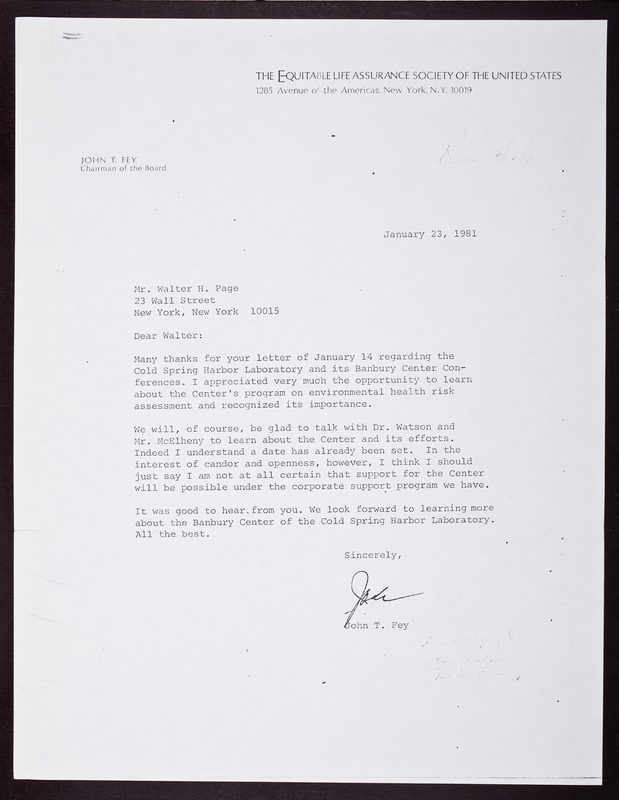 THE EQUITABLE LIFE ASSURANCE SOCIETY OF THE UNITED STATES
1285 Avenue of the Americas, New York, N.Y. 10019
JOHN T. FEY
Chairman of the Board
January 23, 1981
Mr. Walter H. Page
23 Wall Street
New York, New York  10015
Dear Walter:
Many thanks for your letter of January 14 regarding the
Cold Spring Harbor Laboratory and its Banbury Center Con-
ferences. I appreciated very much the opportunity to learn
about the Center's program on environmental health risk
assessment and recognized its importance.
We will, of course, be glad to talk with Dr. Watson and
Mr. McElheny to learn about the Center and its efforts.
Indeed I understand a date has already been set.  In the
interest of candor and openness, however, I think I should
just say I am not at all certain that support for the Center
will be possible under the corporate support program we have.
It was good to hear from you. We look forward to learning more
about the Banbury Center of the Cold Spring Harbor Laboratory.
All the best.
Sincerely,
John T. Fey